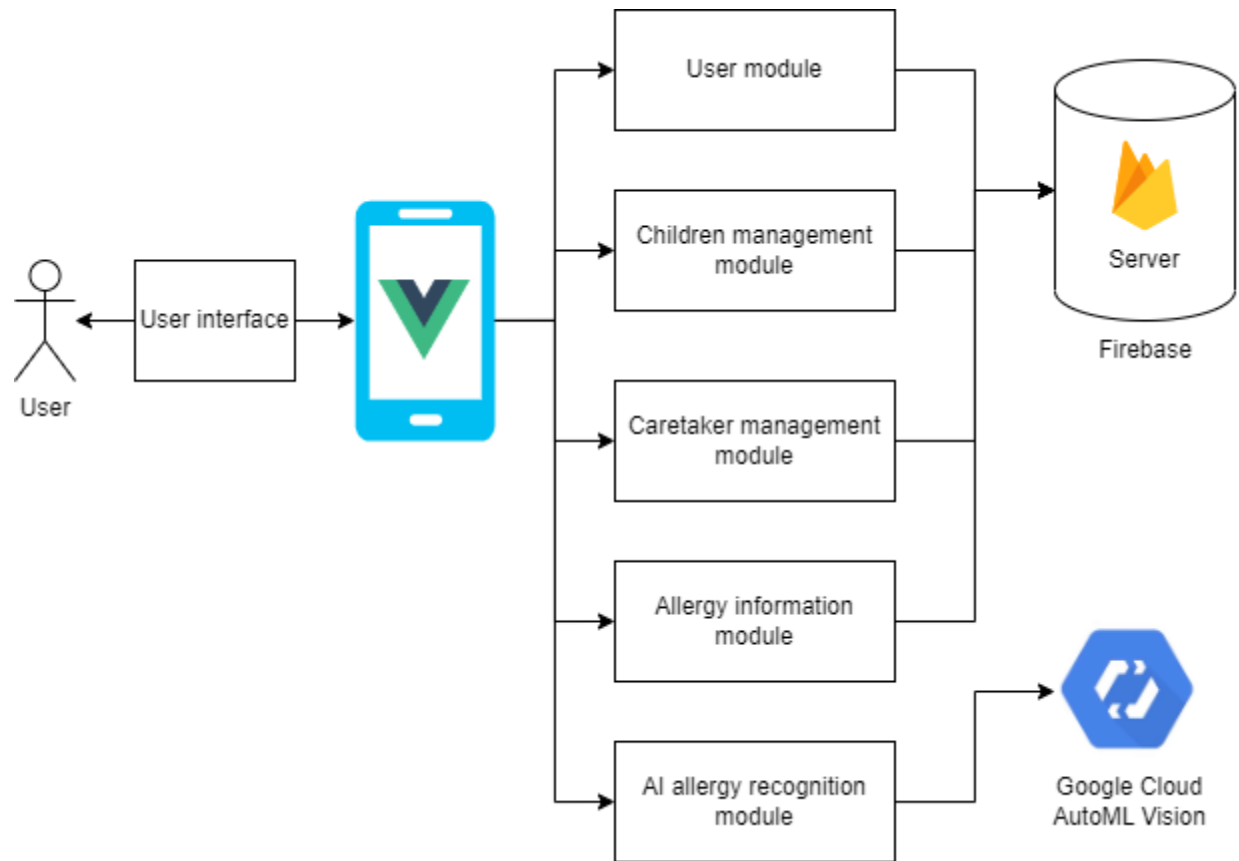 User module
Children management
module
Server
Firebase
User interface
User
Caretaker management
module
Allergy information
module
AI allergy recognition
module
Google Cloud
AutoML Vision